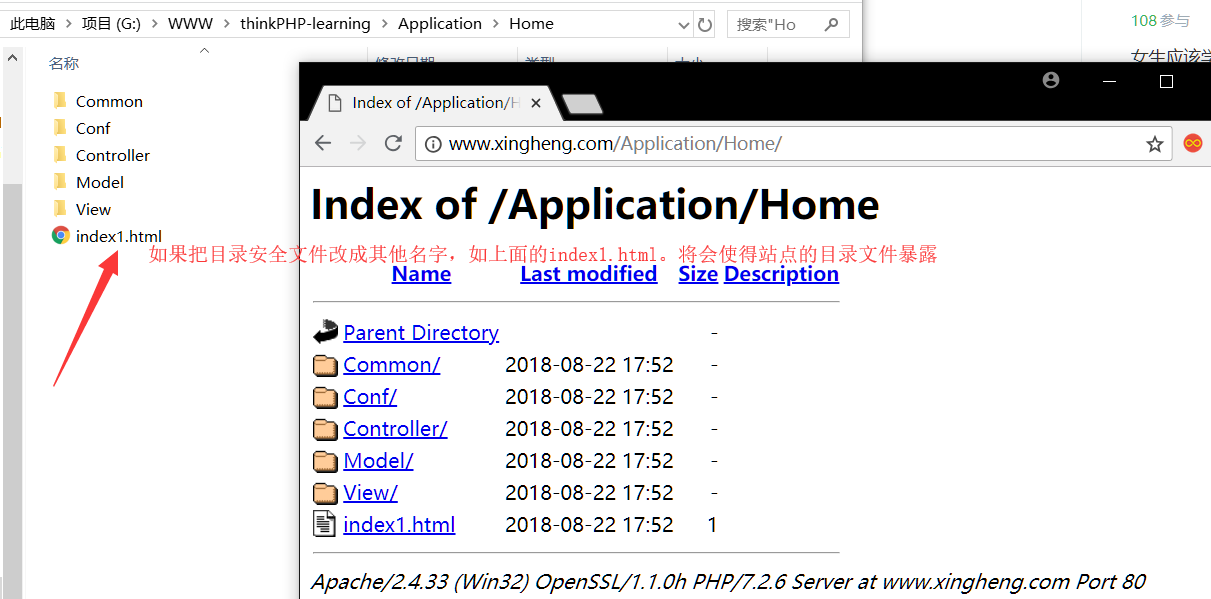 此电脑 > 项目 (G:) > WWW > thinkPHP-learning > Application > Home
搜索"Ho
108 参与
女生应该学
名称
修改日期 类型 大小
Common
Conf
Controller
Model
View
index1.html
Index of /Application/H
www.xingheng.com/Application/Home/
Index of /Application/Home
如果把目录安全文件改成其他名字，如上面的index1.html。将会使得站点的目录文件暴露
Name Last modified Size Description
Parent Directory -
Common/ 2018-08-22 17:52 -
Conf/ 2018-08-22 17:52 -
Controller/ 2018-08-22 17:52 -
Model/ 2018-08-22 17:52 -
View/ 2018-08-22 17:52 -
index1.html 2018-08-22 17:52 1
Apache/2.4.33 (Win32) OpenSSL/1.1.0h PHP/7.2.6 Server at www.xingheng.com Port 80